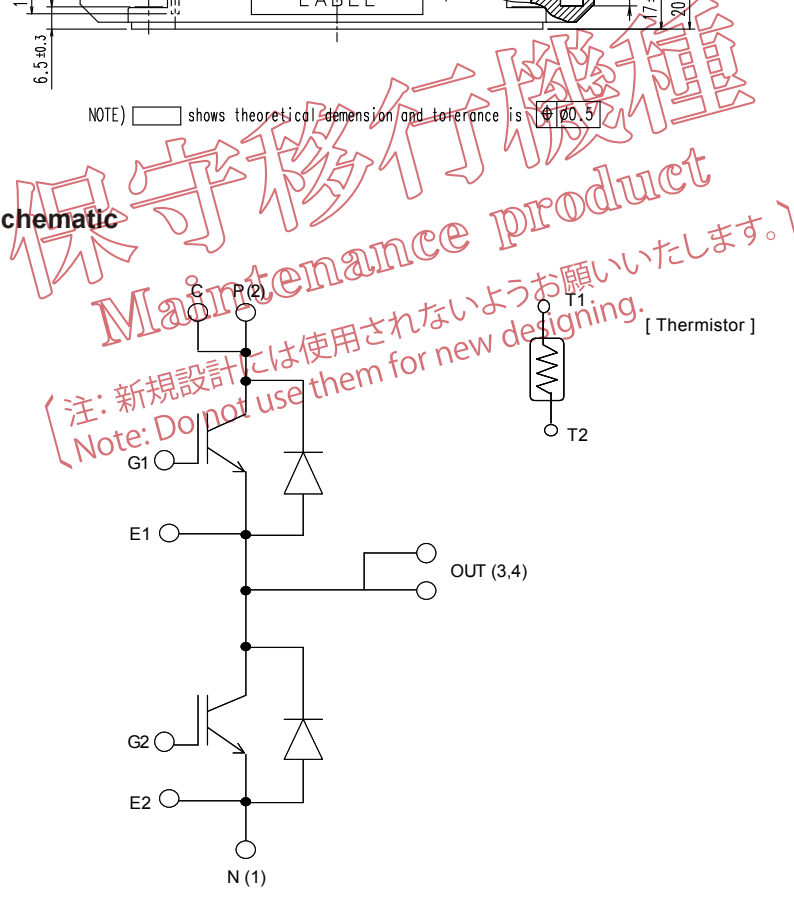 LABEL
6.5±0.3
17±
20
NOTE) shows theoretical demension and tolerance is ⌖ ø0.5
保守移行機種
Maintenance product
chematic
注: 新規設計には使用されないようお願いいたします。
Note: Do not use them for new designing.
C P(2)
T1
[ Thermistor ]
T2
G1
E1
OUT (3,4)
G2
E2
N (1)